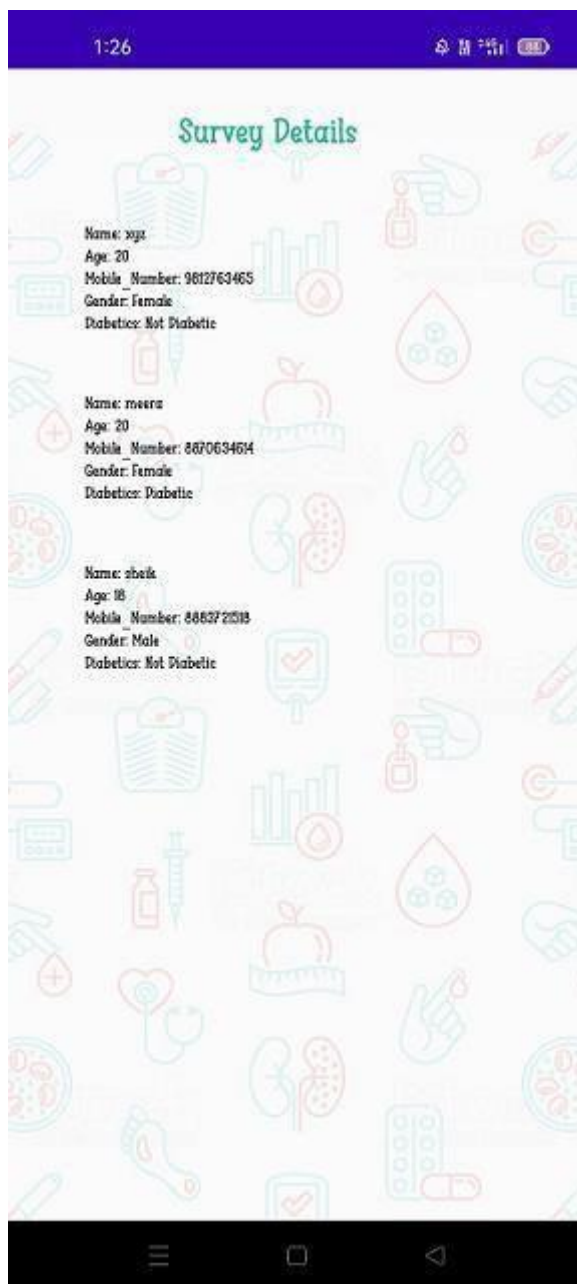 1:26
Survey Details
Name: xyz
Age: 20
Mobile_Number: 9812763465
Gender: Female
Diabetics: Not Diabetic
Name: meera
Age: 20
Mobile_Number: 8870634614
Gender: Female
Diabetics: Diabetic
Name: sheik
Age: 18
Mobile_Number: 8883721518
Gender: Male
Diabetics: Not Diabetic